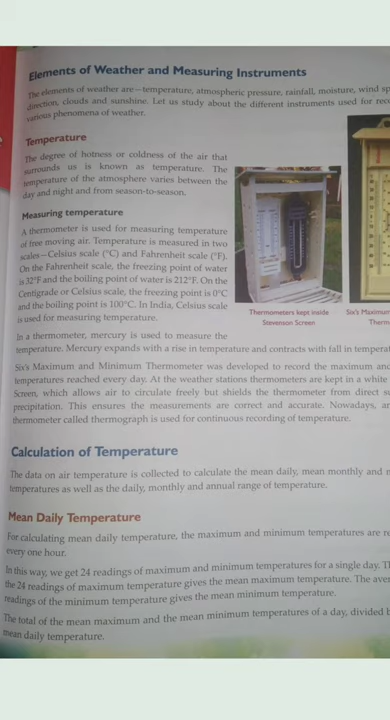 Elements of Weather and Measuring Instruments
The elements of weather are—temperature, atmospheric pressure, rainfall, moisture, wind
direction, clouds and sunshine. Let us study about the different instruments used for
various phenomena of weather.
Temperature
The degree of hotness or coldness of the air that
surrounds us is known as temperature. The
temperature of the atmosphere varies between the
day and night and from season-to-season.
Measuring temperature
A thermometer is used for measuring temperature
of free moving air. Temperature is measured in two
scales—Celsius scale (°C) and Fahrenheit scale (°F).
On the Fahrenheit scale, the freezing point of water
is 32°F and the boiling point of water is 212°F. On the
Centigrade or Celsius scale, the freezing point is 0°C
and the boiling point is 100°C. In India, Celsius scale
is used for measuring temperature.
Thermometers kept inside
Stevenson Screen
Six's Maximum
In a thermometer, mercury is used to measure the
temperature. Mercury expands with a rise in temperature and contracts with fall in
Six's Maximum and Minimum Thermometer was developed to record the maximum
temperatures reached every day. At the weather stations thermometers are kept in a white
Screen, which allows air to circulate freely but shields the thermometer from direct
precipitation. This ensures the measurements are correct and accurate. Nowadays,
thermometer called thermograph is used for continuous recording of temperature.
Calculation of Temperature
The data on air temperature is collected to calculate the mean daily, mean monthly and
temperatures as well as the daily, monthly and annual range of temperature.
Mean Daily Temperature
For calculating mean daily temperature, the maximum and minimum temperatures are
every one hour.
In this way, we get 24 readings of maximum and minimum temperatures for a single day.
the 24 readings of maximum temperature gives the mean maximum temperature. The
readings of the minimum temperature gives the mean minimum temperature.
The total of the mean maximum and the mean minimum temperatures of a day, divided
mean daily temperature.